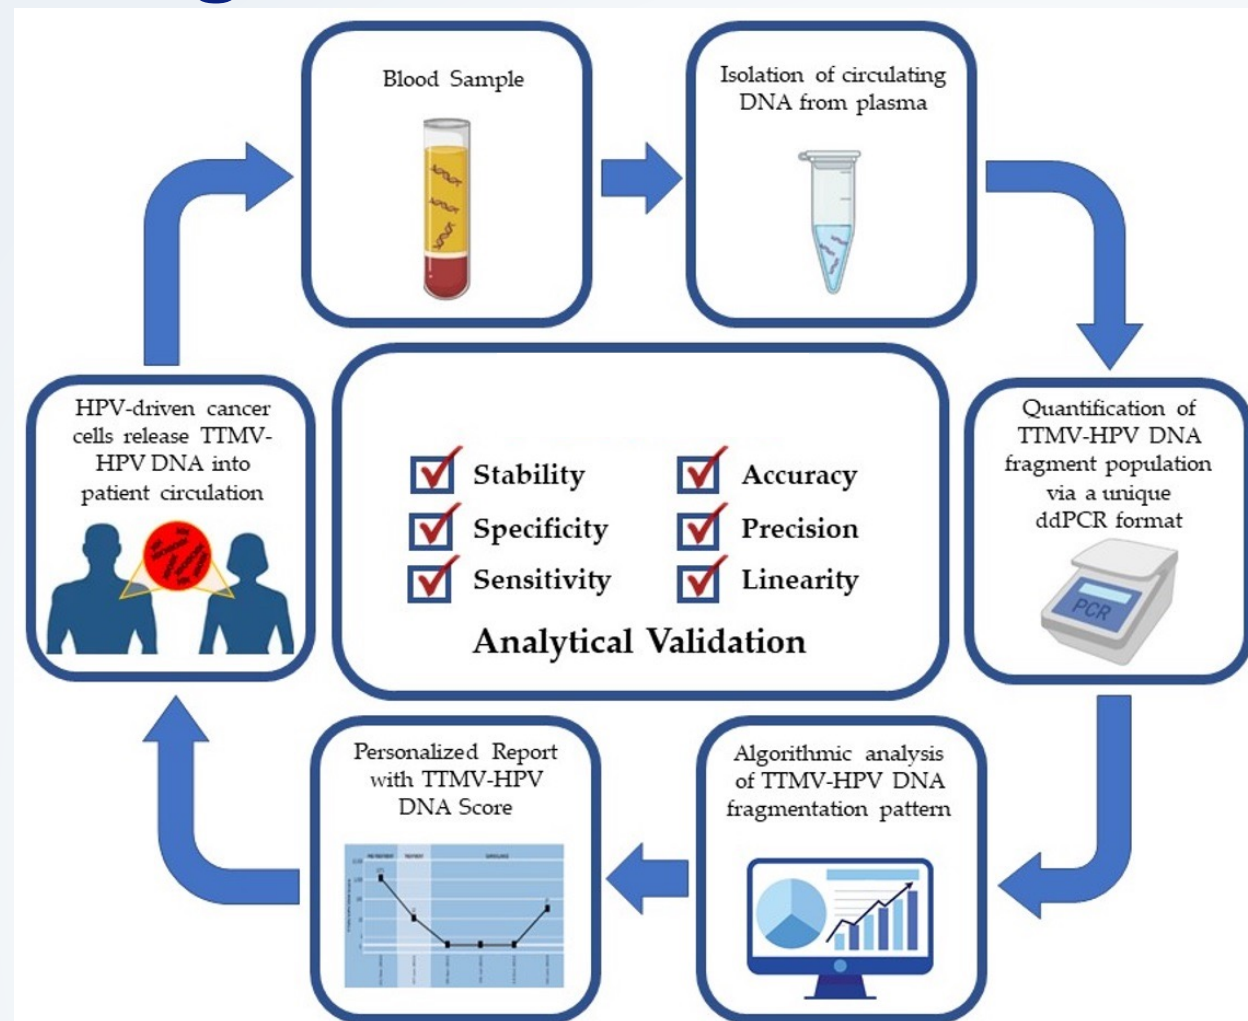 Blood Sample
Isolation of circulating
DNA from plasma
HPV-driven cancer
cells release TTMV-
HPV DNA into
patient circulation
Quantification of
TTMV-HPV DNA
fragment population
via a unique
ddPCR format
PCR
Stability
Specificity
Sensitivity
Accuracy
Precision
Linearity
Analytical Validation
Algorithmic analysis
of TTMV-HPV DNA
fragmentation pattern
Personalized Report
with TTMV-HPV
DNA Score